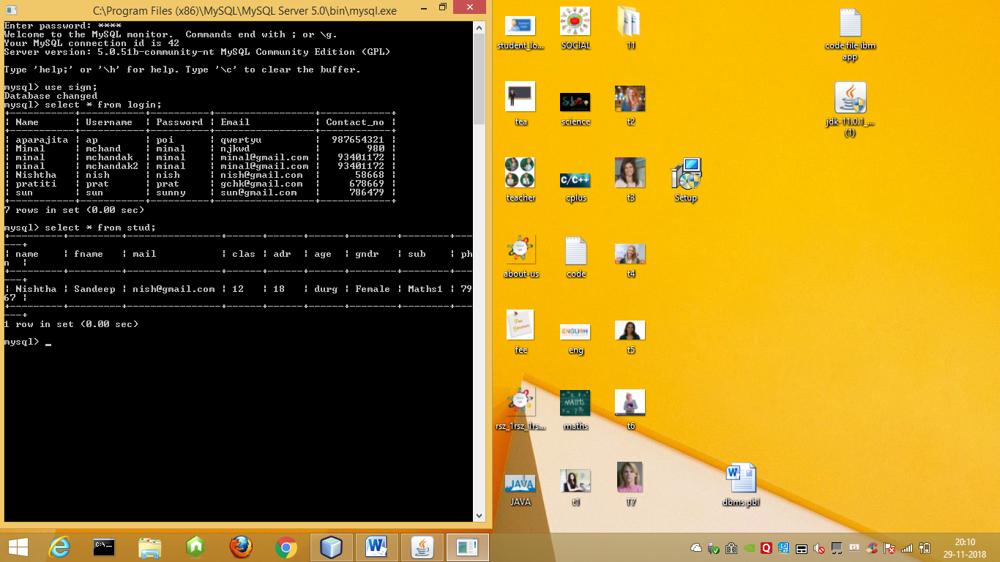 C:\Program Files (x86)\MySQL\MySQL Server 5.0\bin\mysql.exe
Enter password: ****
Welcome to the MySQL monitor.  Commands end with ; or \g.
Your MySQL connection id is 42
Server version: 5.0.51b-community-nt MySQL Community Edition (GPL)
Type 'help;' or '\h' for help. Type '\c' to clear the buffer.
mysql> use sign;
Database changed
mysql> select * from login;
| Name | Username | Password | Email | Contact_no |
| aparajita | ap | poi | qwertyu | 987654321 |
| Minal | mchand | minal | njkwd | 980 |
| minal | mchandak | minal | minal@gmail.com | 93401172 |
| minal | mchandak2 | minal | minal@gmail.com | 93401172 |
| Nishtha | nish | nish | nish@gmail.com | 58668 |
| pratiti | prat | prat | gchk@gmail.com | 678669 |
| sun | sun | sunny | sun@gmail.com | 786479 |
7 rows in set (0.00 sec)
mysql> select * from stud;
| name | fname | mail | clas | adr | age | gndr | sub | ph
n |
| Nishtha | Sandeep | nish@gmail.com | 12 | 18 | durg | Female | Maths1 | 79
67 |
1 row in set (0.00 sec)
mysql> _
student_lo...
SOCIAL
11
code file ibm
app
tea
science
t2
jdk-11.0.1_...
(1)
teacher
C/C++
cplus
t3
Setup
about-us
code
t4
fee
ENGLISH
eng
t5
rsz_1rsz_1rs...
MATHS
maths
t6
JAVA
JAVA
t1
T7
dbms pbl
20:10
29-11-2018